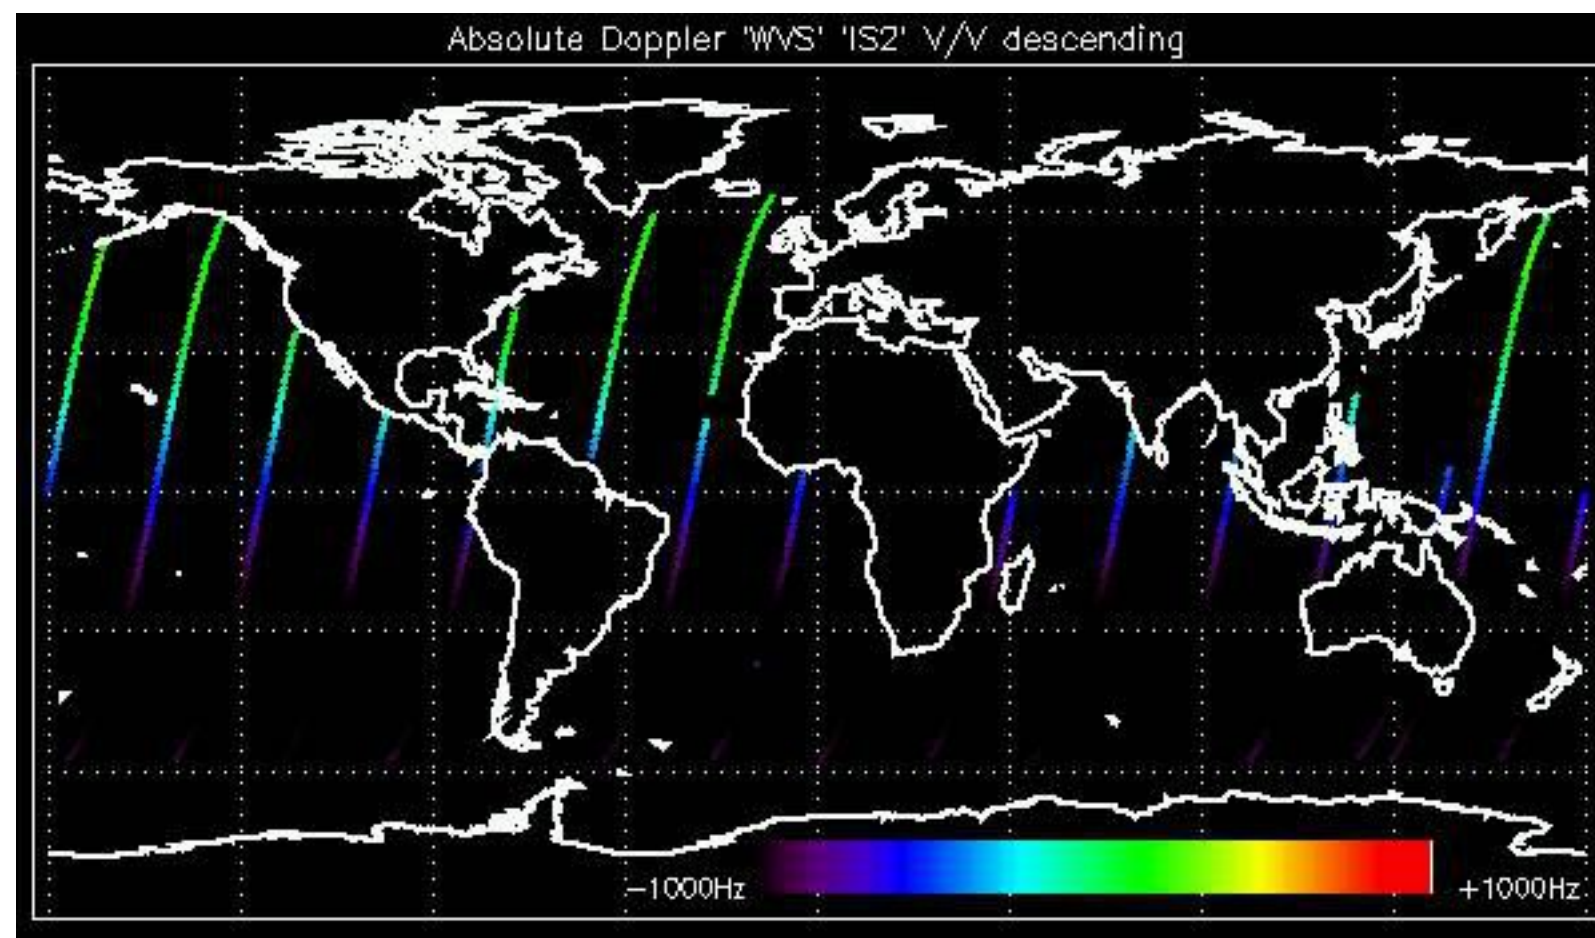 Absolute Doppler 'WVS' 'IS2' V/V descending
−1000Hz
+1000Hz